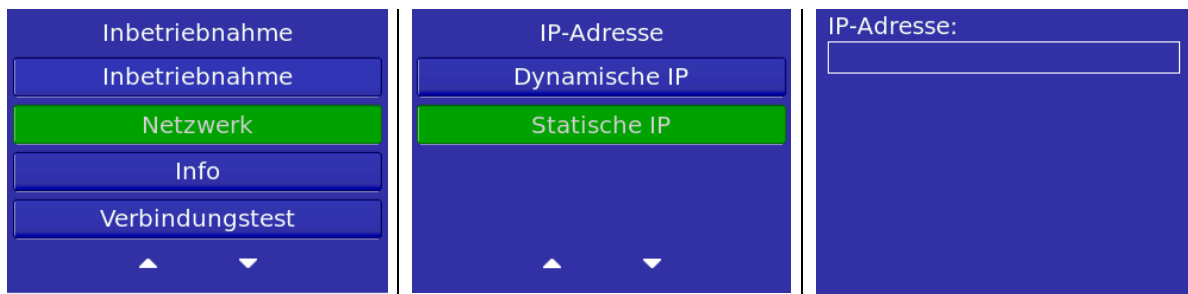 Inbetriebnahme
Inbetriebnahme
Netzwerk
Info
Verbindungstest
IP-Adresse
Dynamische IP
Statische IP
IP-Adresse: